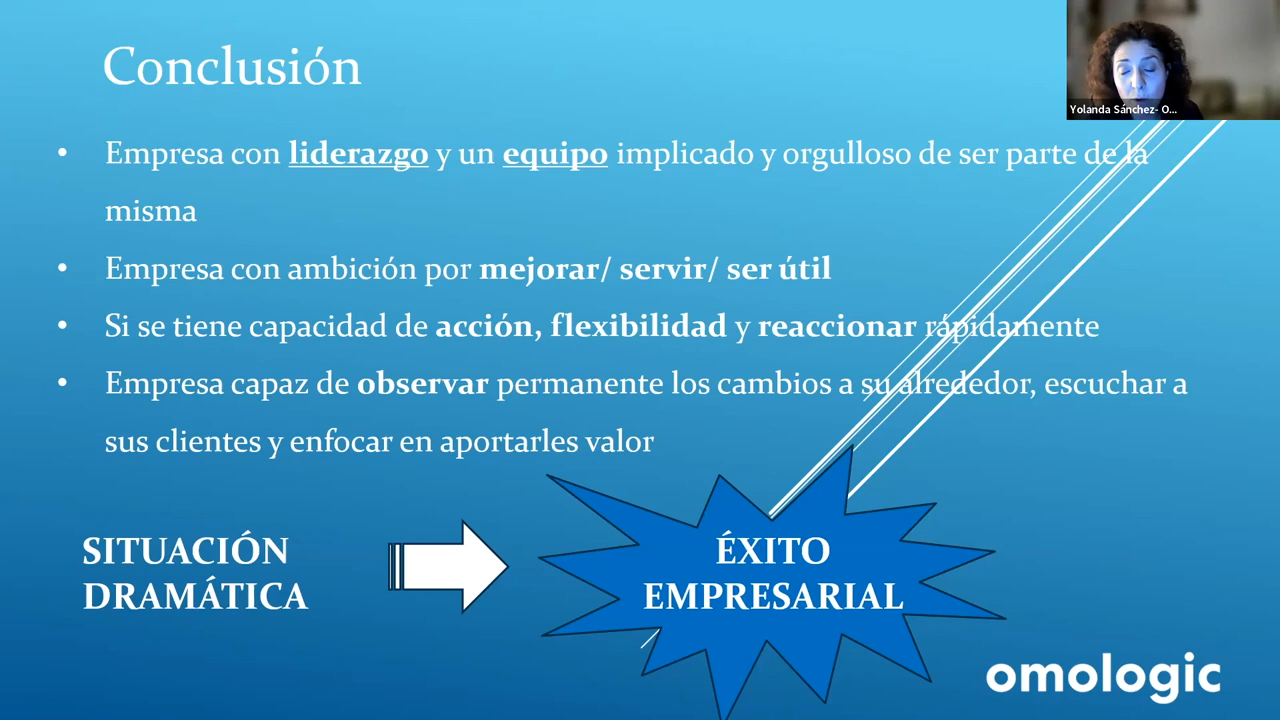 Conclusión
Yolanda Sánchez- O...
• Empresa con liderazgo y un equipo implicado y orgulloso de ser parte de la
misma
• Empresa con ambición por mejorar/ servir/ ser útil
• Si se tiene capacidad de acción, flexibilidad y reaccionar rápidamente
• Empresa capaz de observar permanente los cambios a su alrededor, escuchar a
sus clientes y enfocar en aportarles valor
SITUACIÓN
DRAMÁTICA
ÉXITO
EMPRESARIAL
omologic